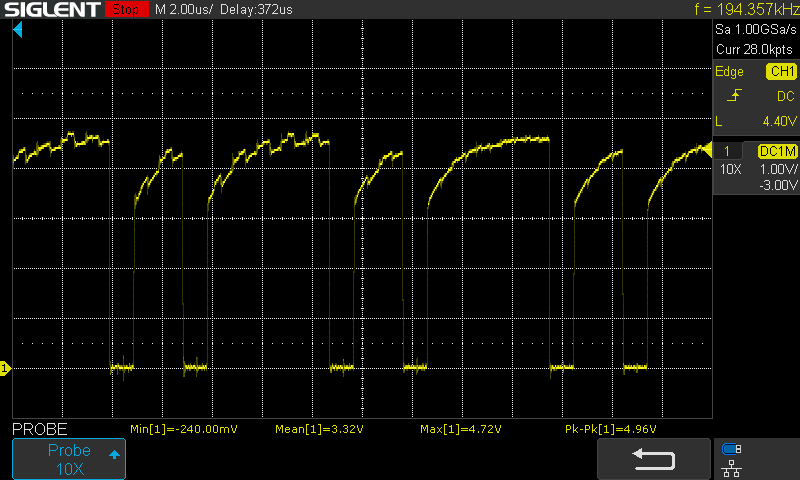 SIGLENT Stop M 2.00us/ Delay:372us f = 194.357kHz
Sa 1.00GSa/s
Curr 28.0kpts
Edge CH1
DC
L 4.40V
1 DC1M
10X 1.00V/
-3.00V
1
PROBE Min[1]=-240.00mV Mean[1]=3.32V Max[1]=4.72V Pk-Pk[1]=4.96V
Probe
10X